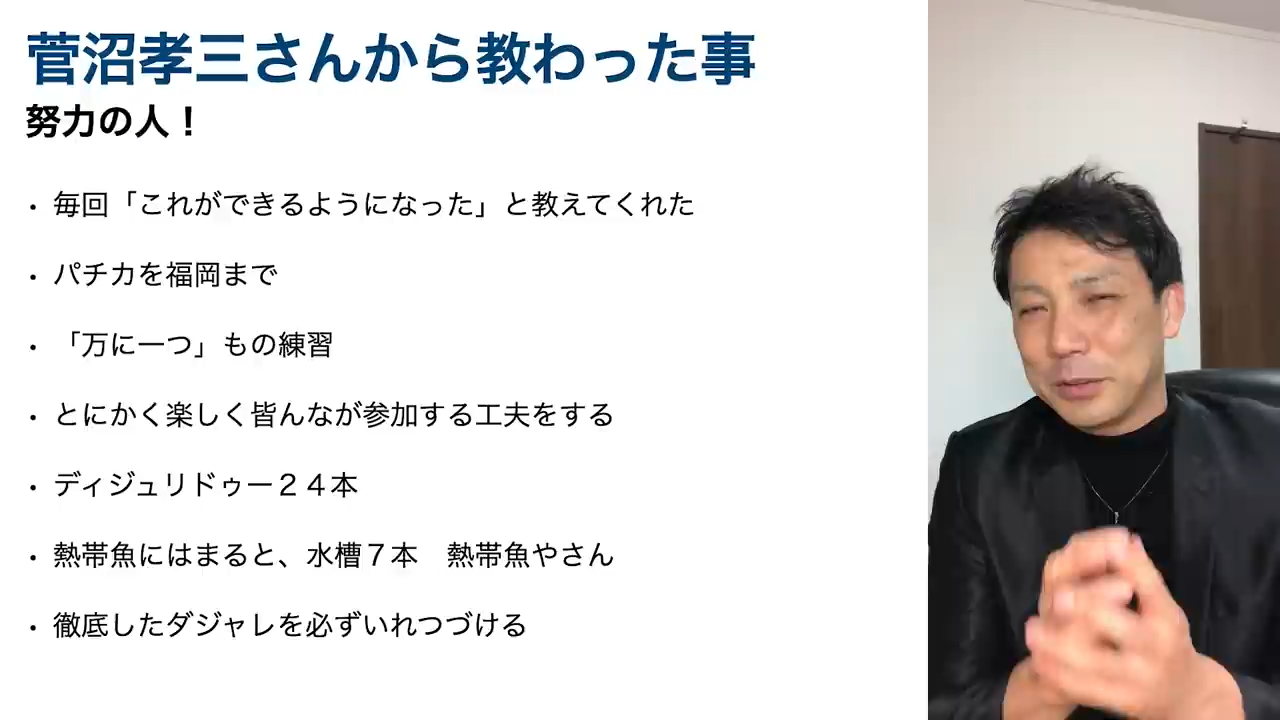 菅沼孝三さんから教わった事
努力の人！
・毎回「これができるようになった」と教えてくれた
・パチカを福岡まで
・「万に一つ」もの練習
・とにかく楽しく皆んなが参加する工夫をする
・ディジュリドゥー２４本
・熱帯魚にはまると、水槽７本　熱帯魚やさん
・徹底したダジャレを必ずいれつづける